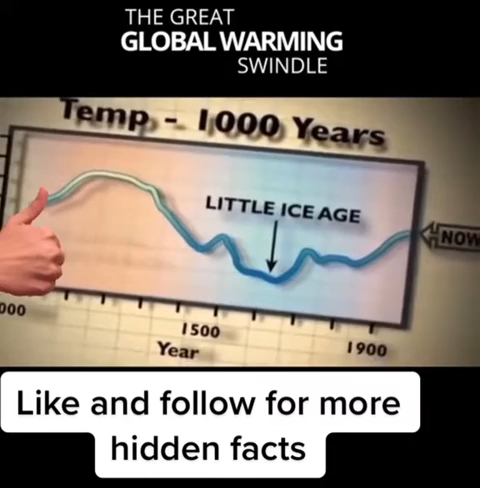 THE GREAT
GLOBAL WARMING
SWINDLE
Temp - 1000 Years
LITTLE ICE AGE
NOW
000
1500
1900
Year
Like and follow for more
hidden facts